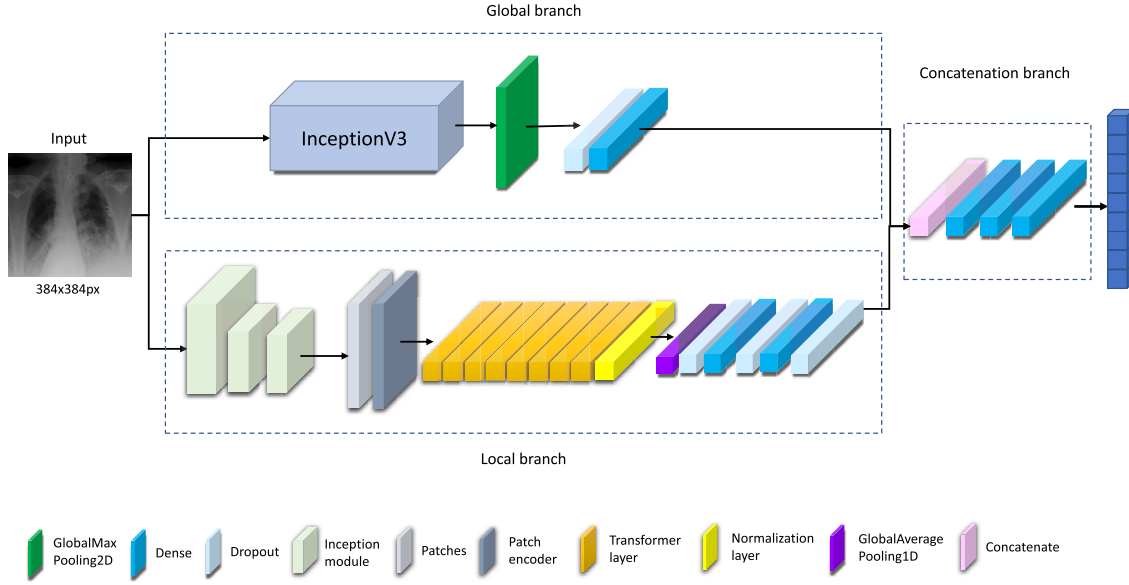 Global branch
Concatenation branch
Input
InceptionV3
384x384px
Local branch
GlobalMax
Pooling2D
Dense
Dropout
Inception
module
Patches
Patch
encoder
Transformer
layer
Normalization
layer
GlobalAverage
Pooling1D
Concatenate